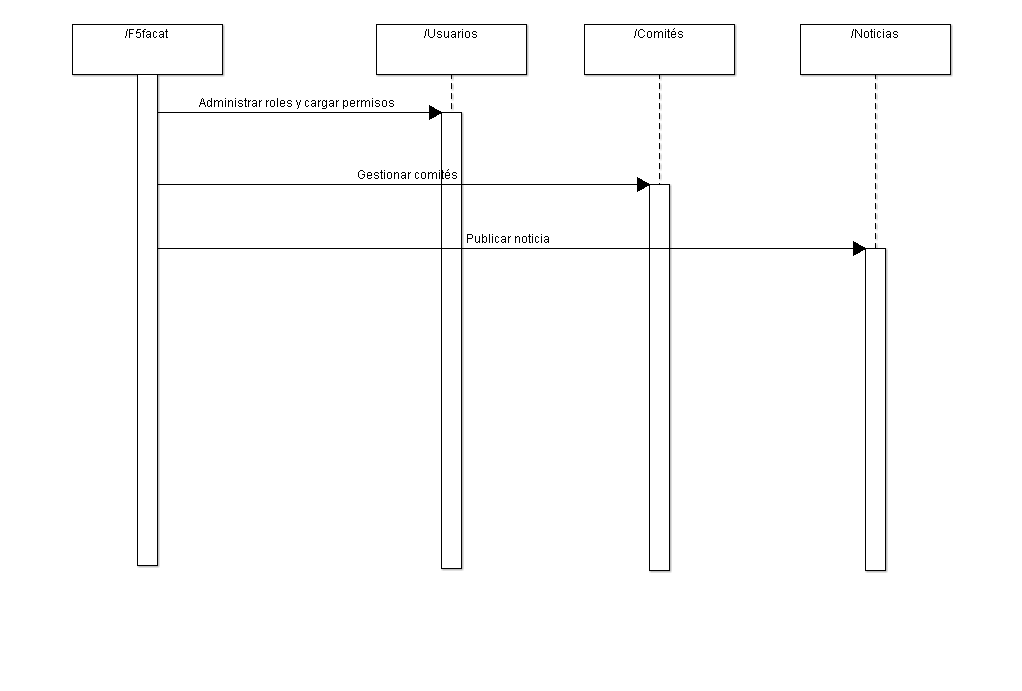 /F5facat
/Usuarios
/Comités
/Noticias
Administrar roles y cargar permisos
Gestionar comités
Publicar noticia